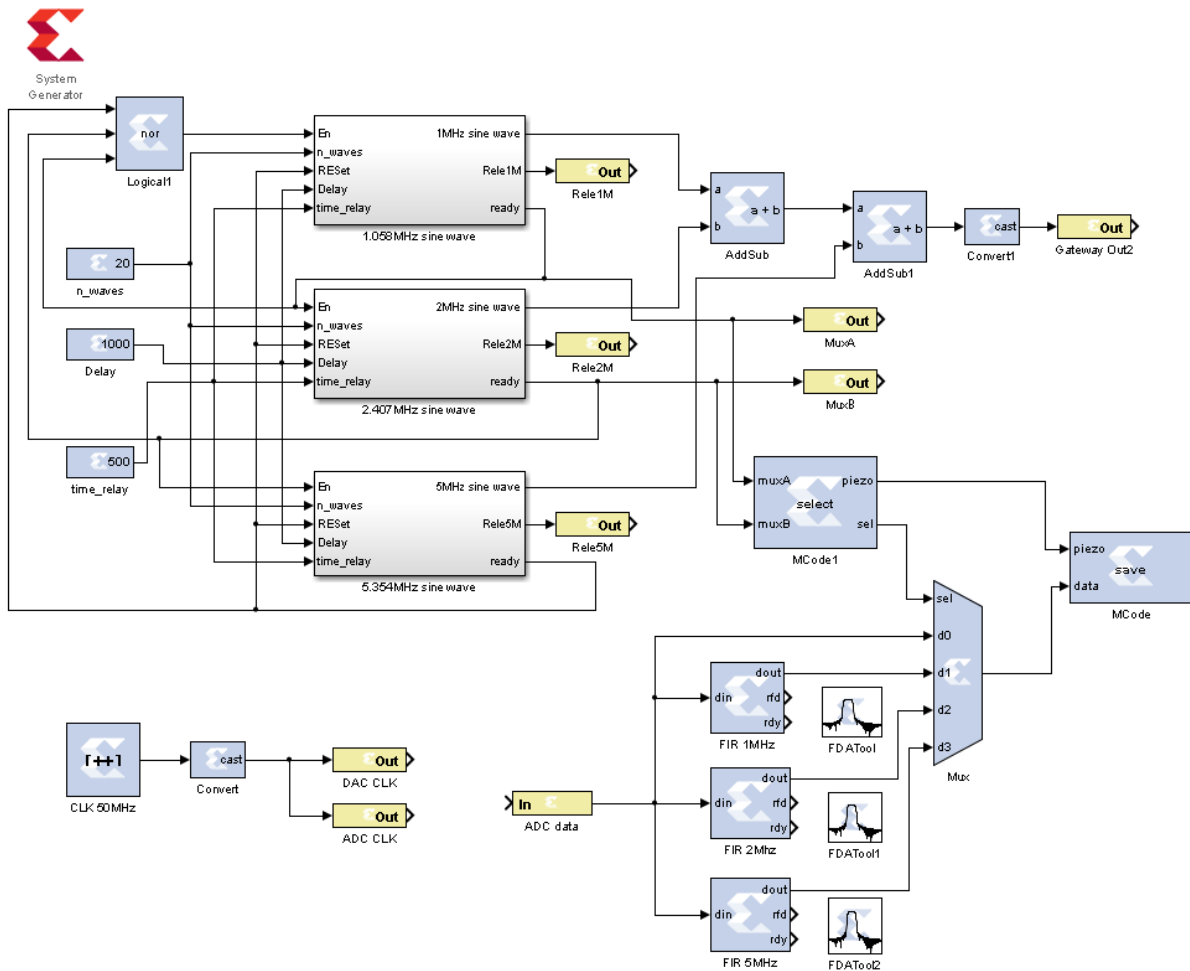 System
Generator
nor
Logical1
En
n_waves
RESet
Delay
time_relay
1MHz sine wave
Rele1M
ready
1.058MHz sine wave
Out
Rele1M
a
b
a + b
AddSub
a
b
a + b
AddSub1
cast
Convert1
Out
Gateway Out2
20
n_waves
1000
Delay
500
time_relay
En
n_waves
RESet
Delay
time_relay
2MHz sine wave
Rele2M
ready
2.407MHz sine wave
Out
Rele2M
Out
MuxA
Out
MuxB
En
n_waves
RESet
Delay
time_relay
5MHz sine wave
Rele5M
ready
5.354MHz sine wave
Out
Rele5M
muxA
muxB
piezo
sel
select
MCode1
piezo
data
save
MCode
sel
d0
d1
d2
d3
Mux
[++]
CLK 50MHz
cast
Convert
Out
DAC CLK
Out
ADC CLK
In
ADC data
din
dout
rfd
rdy
FIR 1MHz
FDATool
din
dout
rfd
rdy
FIR 2Mhz
FDATool1
din
dout
rfd
rdy
FIR 5MHz
FDATool2